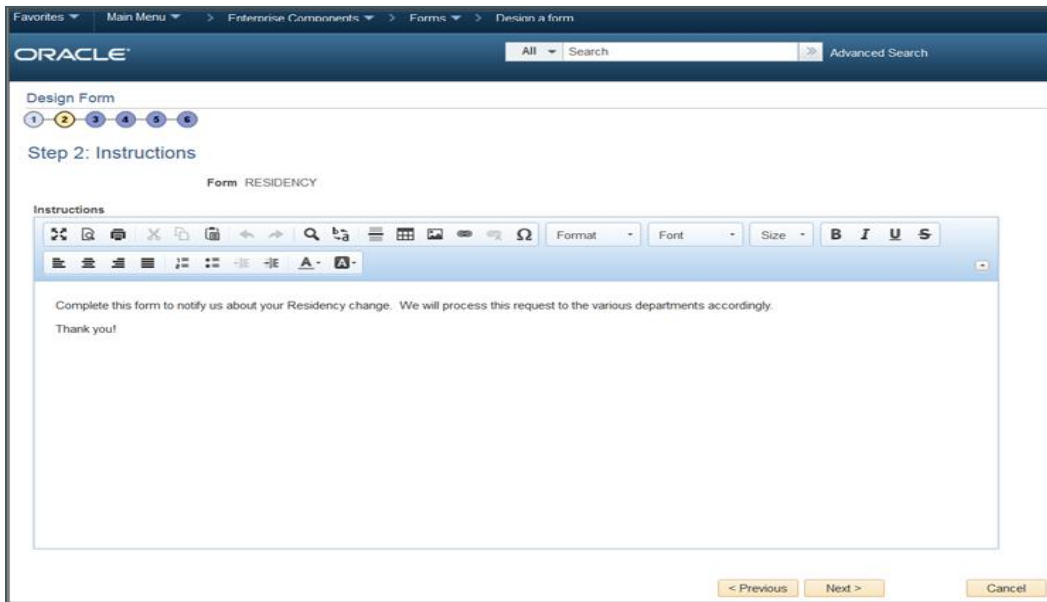 Favorites Main Menu > Enterprise Components > Forms > Design a form
ORACLE All Search Advanced Search
Design Form
1 2 3 4 5 6
Step 2: Instructions
Form RESIDENCY
Instructions
Format Font Size B I U S
A A
Complete this form to notify us about your Residency change. We will process this request to the various departments accordingly.
Thank you!
< Previous Next > Cancel